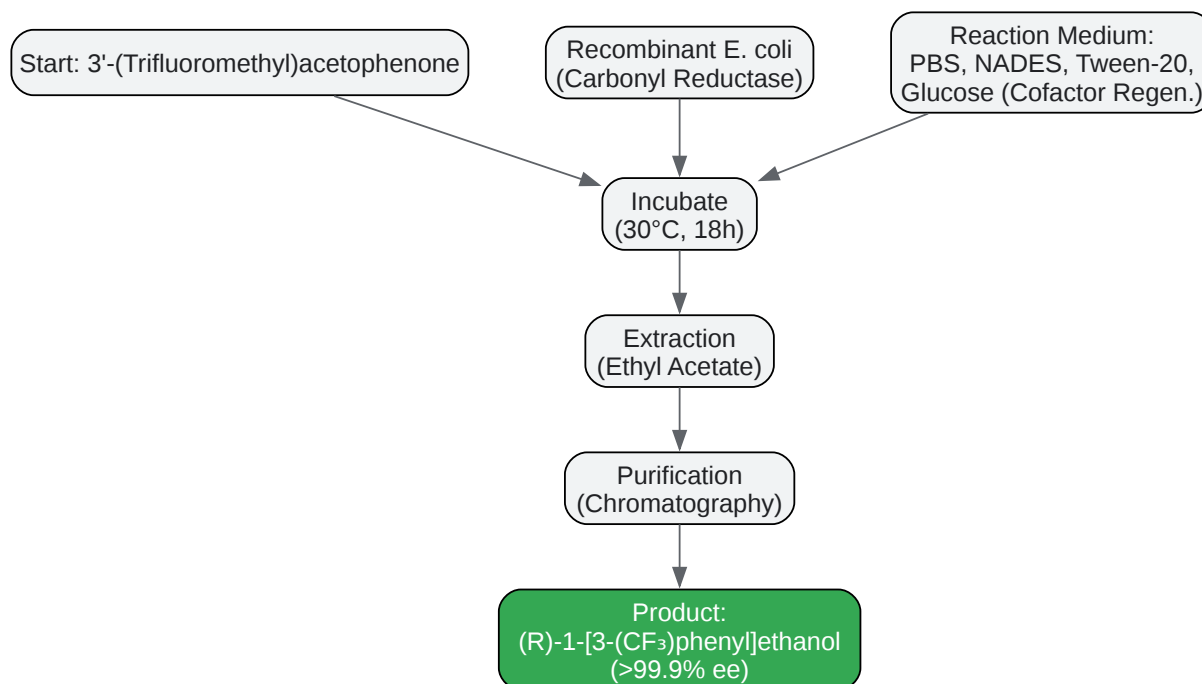 Start: 3'-(Trifluoromethyl)acetophenone
Recombinant E. coli
(Carbonyl Reductase)
Reaction Medium:
PBS, NADES, Tween-20,
Glucose (Cofactor Regen.)
Incubate
(30°C, 18h)
Extraction
(Ethyl Acetate)
Purification
(Chromatography)
Product:
(R)-1-[3-(CF₃)phenyl]ethanol
(>99.9% ee)